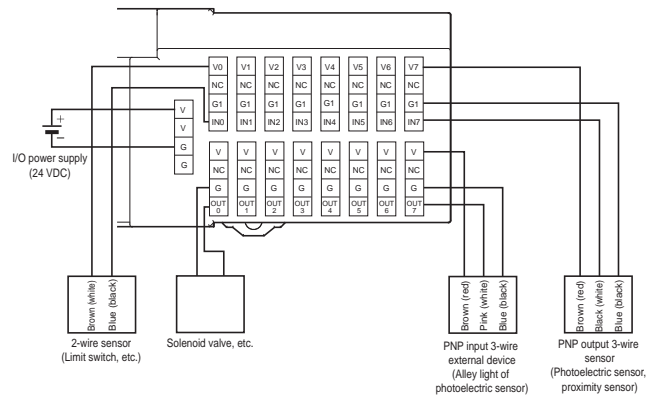 V0 V1 V2 V3 V4 V5 V6 V7
NC NC NC NC NC NC NC NC
G1 G1 G1 G1 G1 G1 G1 G1
IN0 IN1 IN2 IN3 IN4 IN5 IN6 IN7
V
V
G
G
+
−
I/O power supply
(24 VDC)
V V V V V V V V
NC NC NC NC NC NC NC NC
G G G G G G G G
OUT OUT OUT OUT OUT OUT OUT OUT
0 1 2 3 4 5 6 7
Brown (white)
Blue (black)
2-wire sensor
(Limit switch, etc.)
Solenoid valve, etc.
Brown (red)
Pink (white)
Blue (black)
PNP input 3-wire
external device
(Alley light of
photoelectric sensor)
Brown (red)
Black (white)
Blue (black)
PNP output 3-wire
sensor
(Photoelectric sensor,
proximity sensor)